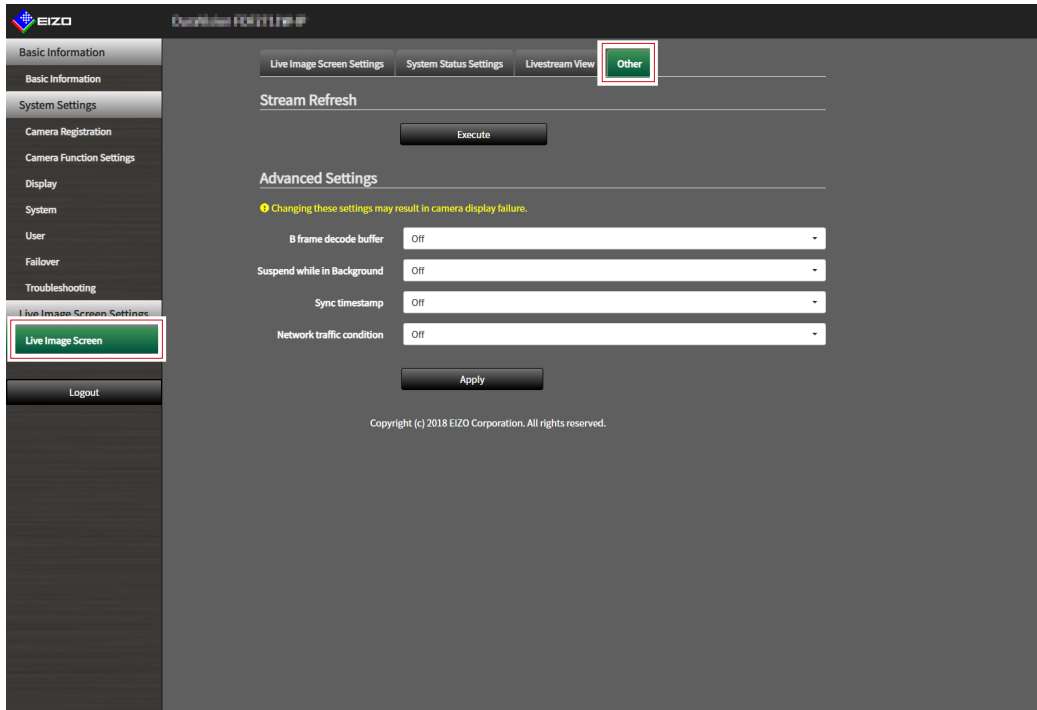 EIZO
Basic Information
Basic Information
System Settings
Camera Registration
Camera Function Settings
Display
System
User
Failover
Troubleshooting
Live Image Screen Settings
Live Image Screen
Logout
Live Image Screen Settings System Status Settings Livestream View Other
Stream Refresh
Execute
Advanced Settings
Changing these settings may result in camera display failure.
B frame decode buffer Off
Suspend while in Background Off
Sync timestamp Off
Network traffic condition Off
Apply
Copyright (c) 2018 EIZO Corporation. All rights reserved.